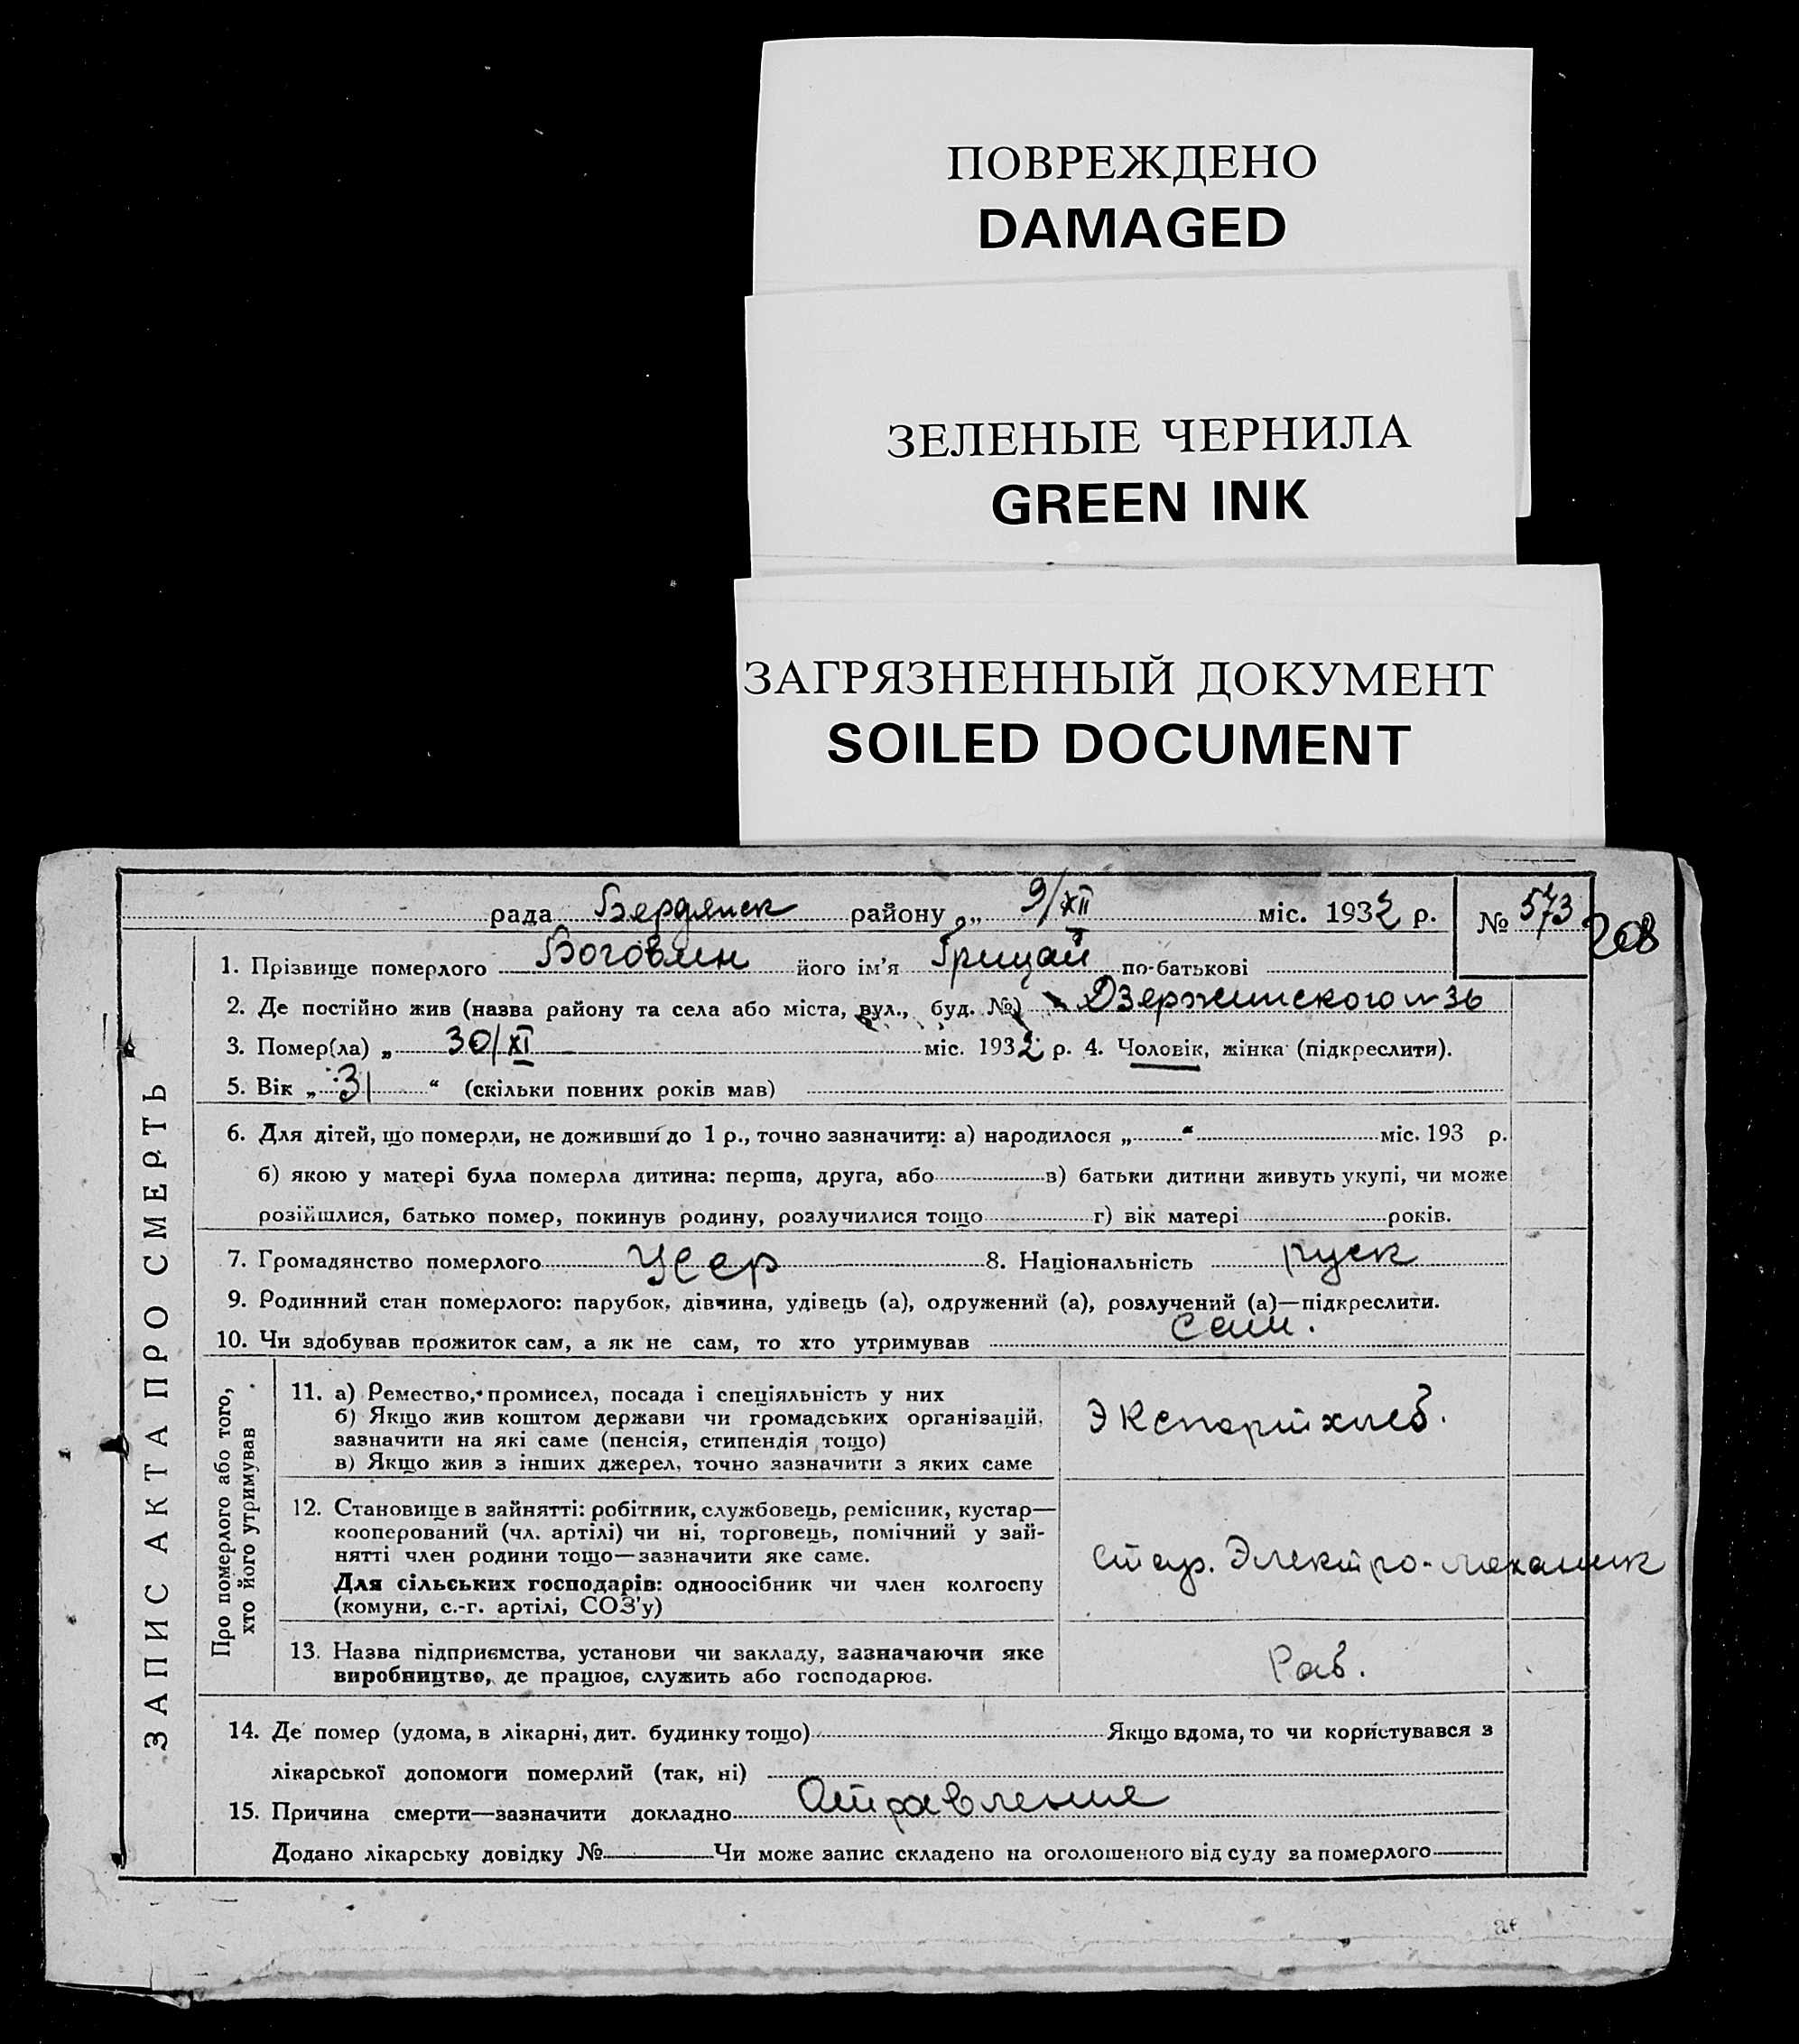 ПОВРЕЖДЕНО
DAMAGED
ЗЕЛЕНЫЕ ЧЕРНИЛА
GREEN INK
ЗАГРЯЗНЕННЫЙ ДОКУМЕНТ
SOILED DOCUMENT
рада Бердянск району „ 9/XII міс. 1932 р. № 573 208
1. Прізвище померлого його ім’я Грицай по-батькові
2. Де постійно жив (назва району та села або міста, вул., буд. №) Дзержинского № 36
3. Помер(ла) „ 30/XI міс. 1932 р. 4. Чоловік, жінка (підкреслити).
5. Вік „ 31 “ (скільки повних років мав)
6. Для дітей, що померли, не доживши до 1 р., точно зазначити: а) народилося „ “ міс. 193 р.
б) якою у матері була померла дитина: перша, друга, або в) батьки дитини живуть укупі, чи може
розійшлися, батько помер, покинув родину, розлучилися тощо г) вік матері років.
7. Громадянство померлого Усср 8. Національність руск
9. Родинний стан померлого: парубок, дівчина, удівець (а), одружений (а), розлучений (а)—підкреслити.
10. Чи здобував прожиток сам, а як не сам, то хто утримував Сам.
ЗАПИС АКТА ПРО СМЕРТЬ
Про померлого або того,
хто його утримував
11. а) Ремество, промисел, посада і спеціяльність у них
б) Якщо жив коштом держави чи громадських організацій,
зазначити на які саме (пенсія, стипендія тощо)
в) Якщо жив з інших джерел, точно зазначити з яких саме
Экспортхлеб.
12. Становище в зайнятті: робітник, службовець, ремісник, кустар—
кооперований (чл. артілі) чи ні, торговець, помічний у зай-
нятті член родини тощо—зазначити яке саме.
Для сільських господарів: одноосібник чи член колгоспу
(комуни, с.-г. артілі, СОЗ’у)
Электро-механик
13. Назва підприємства, установи чи закладу, зазначаючи яке
виробництво, де працює, служить або господарює.
Раб.
14. Де помер (удома, в лікарні, дит. будинку тощо) Якщо вдома, то чи користувався з
лікарської допомоги померлий (так, ні)
15. Причина смерти—зазначити докладно Отравление
Додано лікарську довідку № Чи може запис складено на оголошеного від суду за померлого